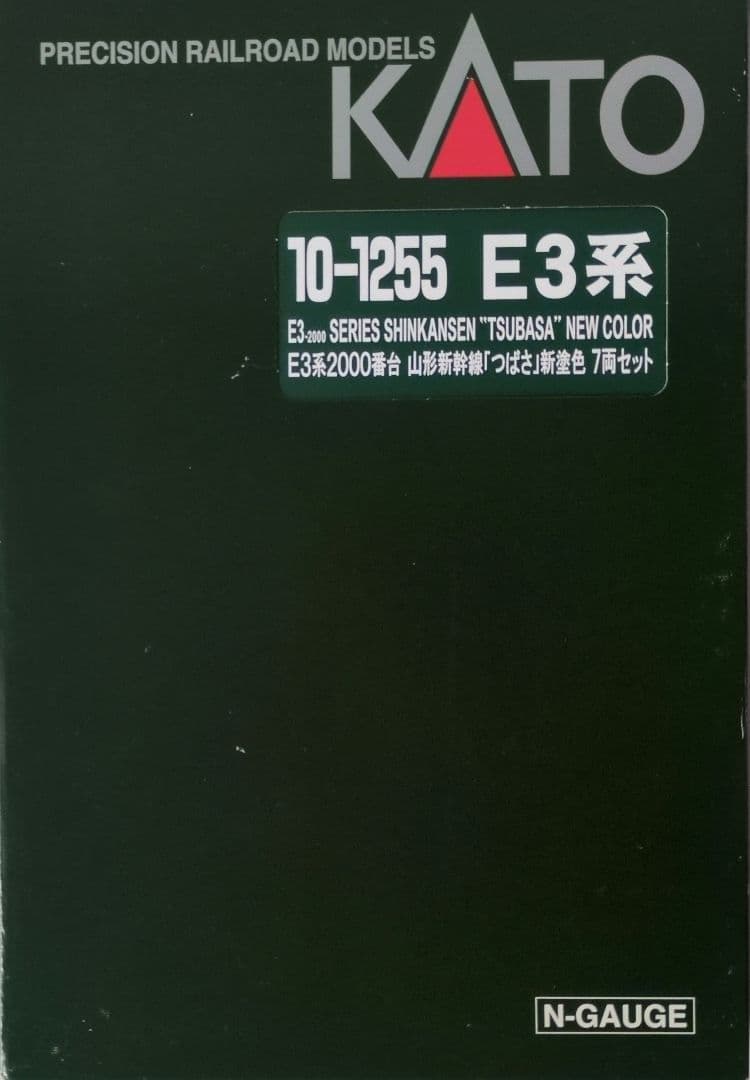 PRECISION RAILROAD MODELS
KATO
10-1255 E3系
E3-2000 SERIES SHINKANSEN "TSUBASA" NEW COLOR
E3系2000番台 山形新幹線「つばさ」新塗色 7両セット
N-GAUGE